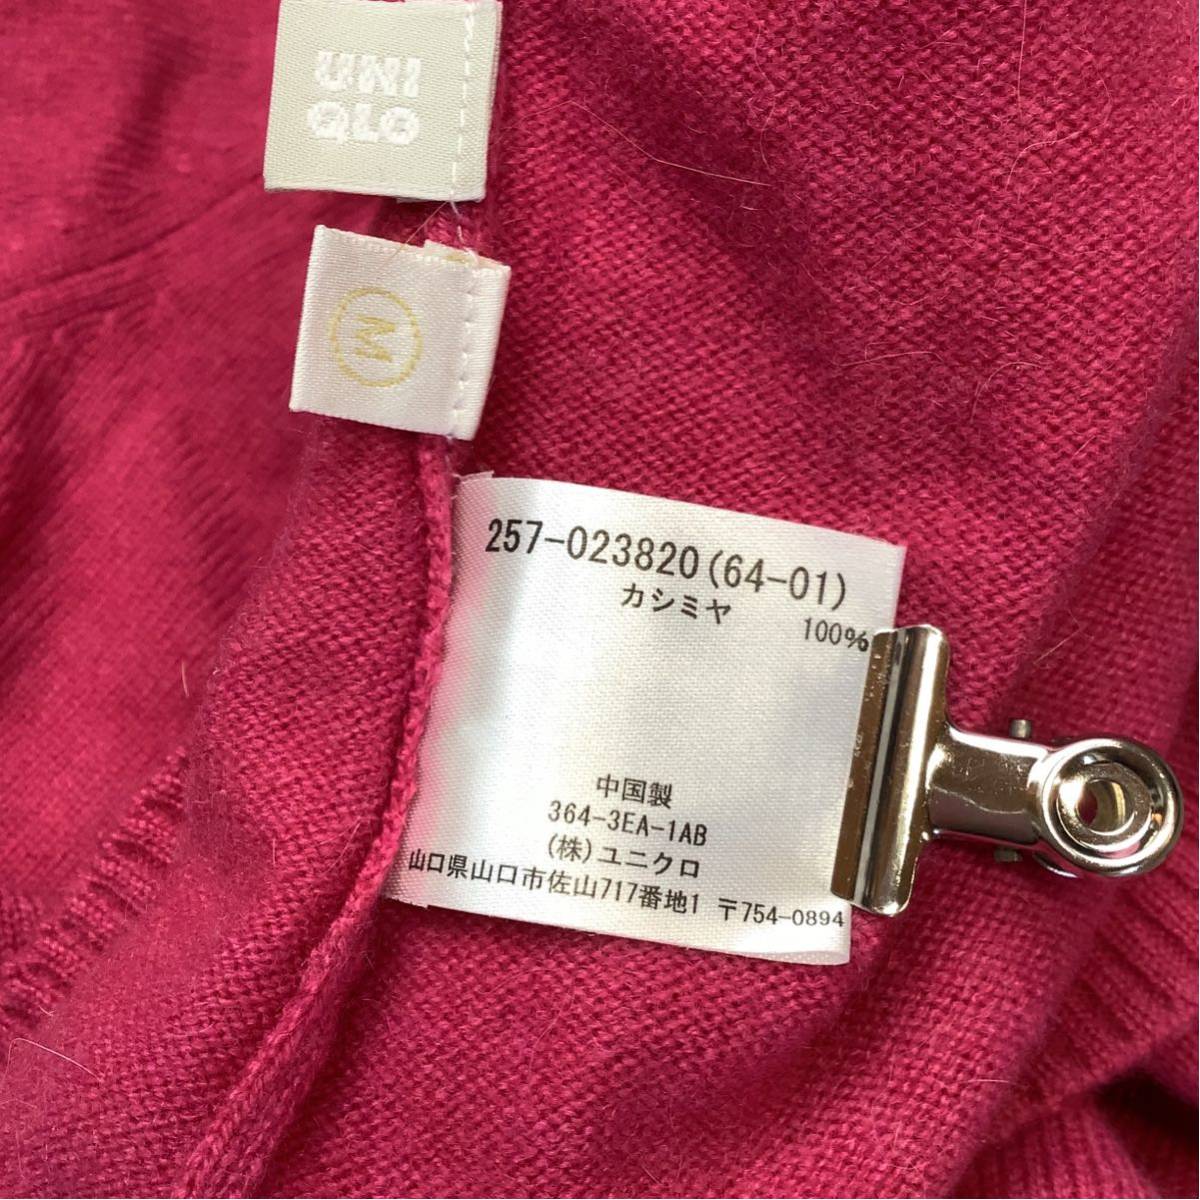 UNI
QLO
M
257-023820(64-01)
カシミヤ 100%
中国製
364-3EA-1AB
(株)ユニクロ
山口県山口市佐山717番地1 〒754-0894